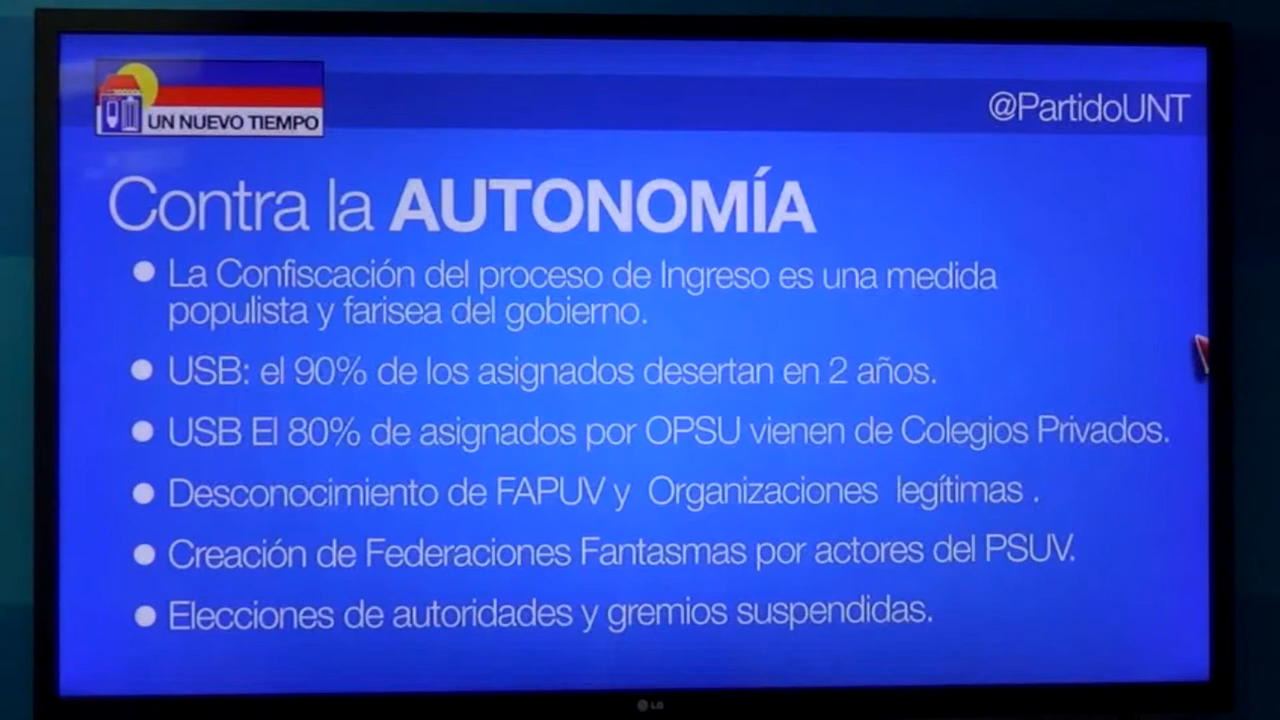 UN NUEVO TIEMPO
@PartidoUNT
Contra la AUTONOMÍA
● La Confiscación del proceso de Ingreso es una medida
populista y farisea del gobierno.
● USB: el 90% de los asignados desertan en 2 años.
● USB El 80% de asignados por OPSU vienen de Colegios Privados.
● Desconocimiento de FAPUV y Organizaciones legítimas .
● Creación de Federaciones Fantasmas por actores del PSUV.
● Elecciones de autoridades y gremios suspendidas.
LG